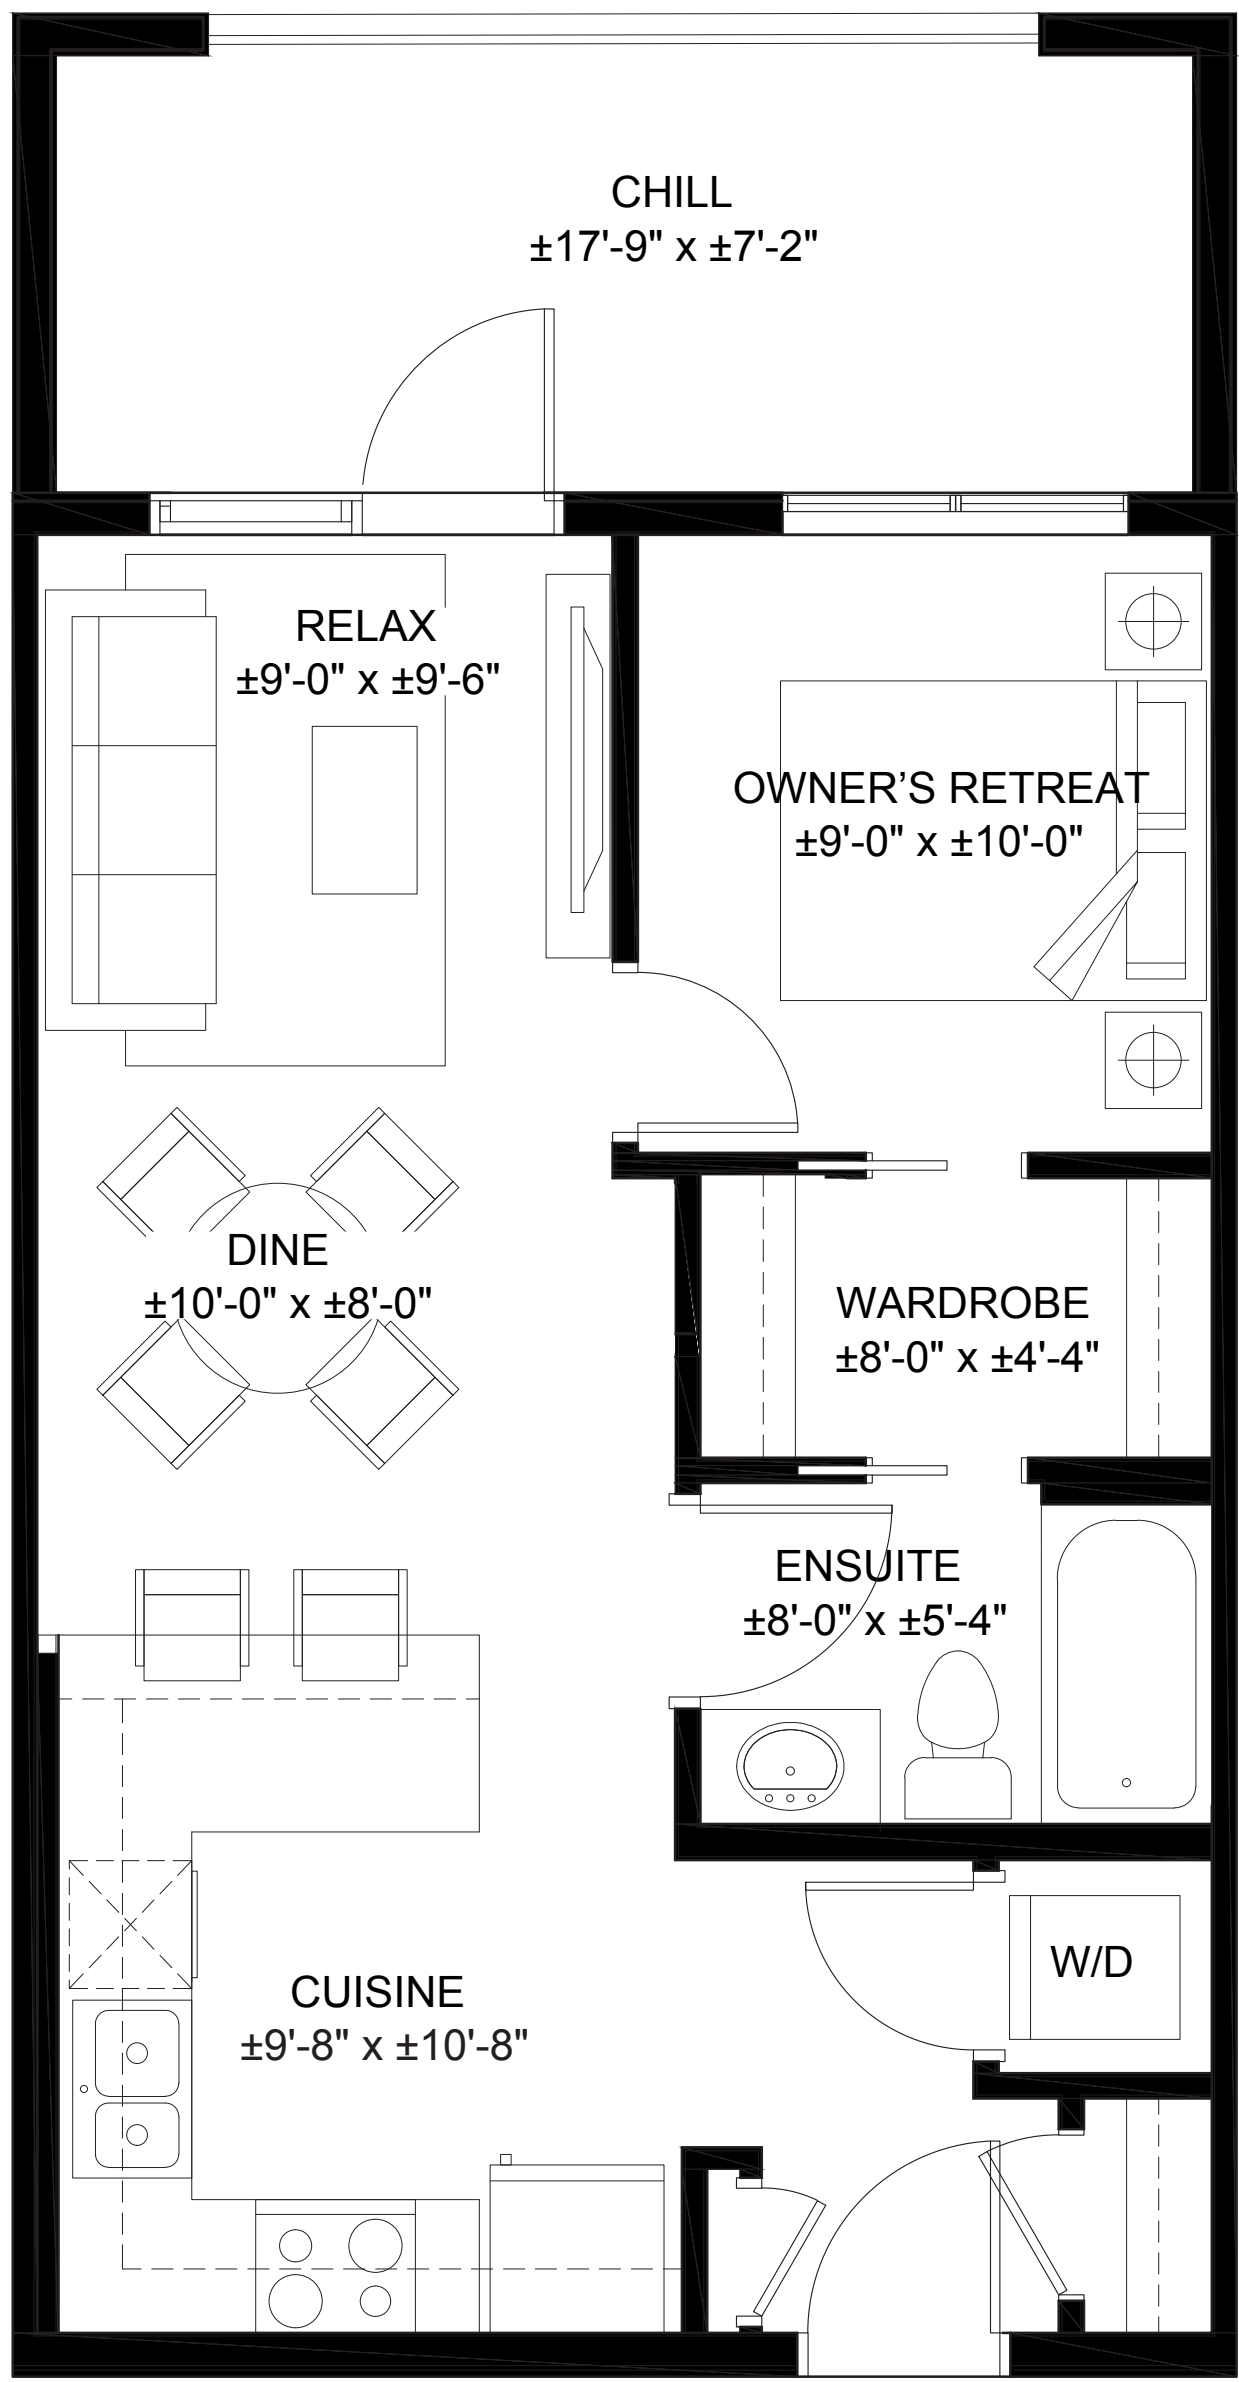 CHILL
±17'-9" x ±7'-2"
RELAX
±9'-0" x ±9'-6"
OWNER’S RETREAT
±9'-0" x ±10'-0"
DINE
±10'-0" x ±8'-0"
WARDROBE
±8'-0" x ±4'-4"
ENSUITE
±8'-0" x ±5'-4"
W/D
CUISINE
±9'-8" x ±10'-8"